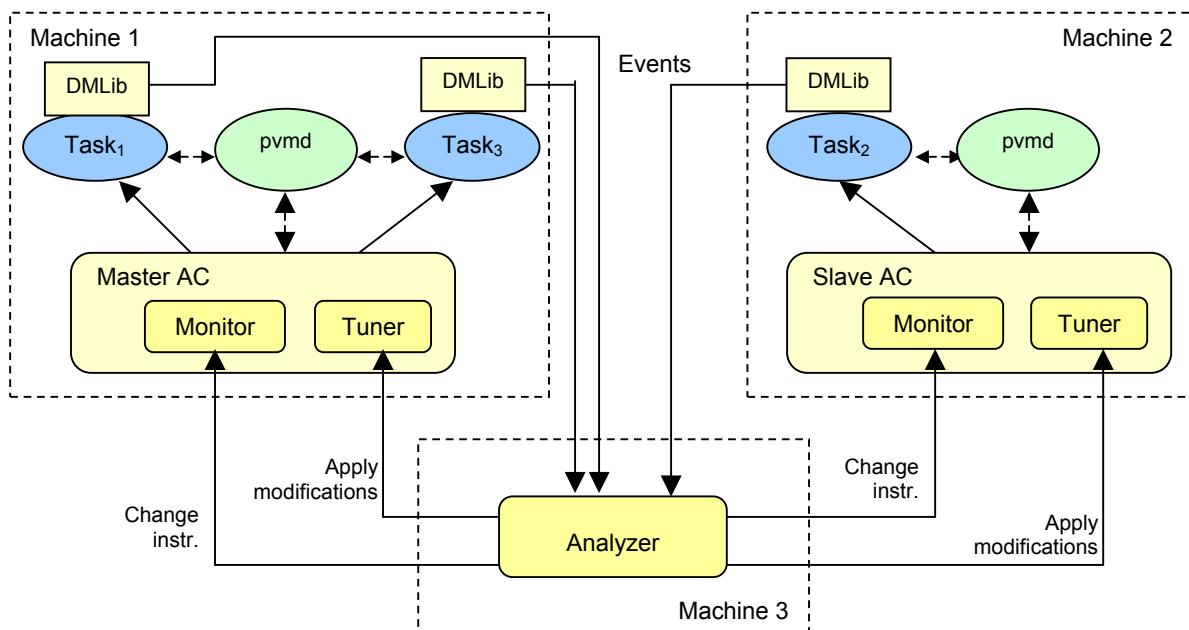 Machine 1
Machine 2
Events
DMLib
DMLib
DMLib
Task1
pvmd
Task3
Task2
pvmd
Master AC
Monitor
Tuner
Slave AC
Monitor
Tuner
Apply
modifications
Change
instr.
Change
instr.
Apply
modifications
Analyzer
Machine 3